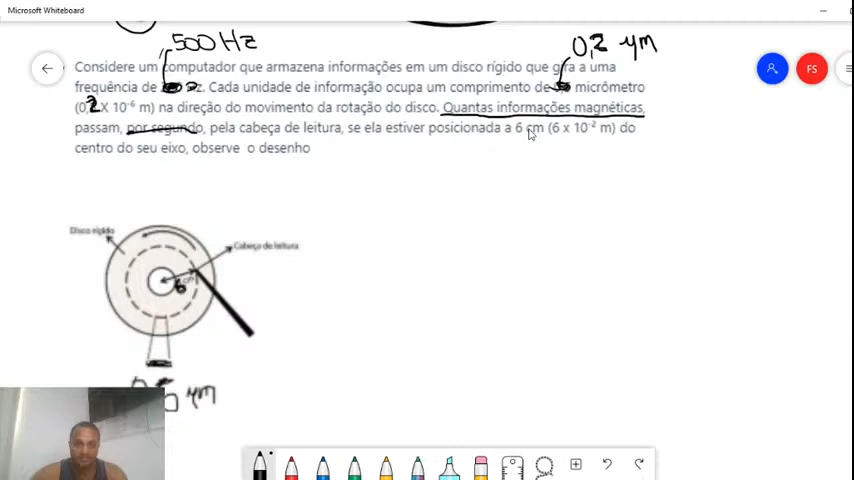 Microsoft Whiteboard
500 Hz
0,2 µm
Considere um computador que armazena informações em um disco rígido que gira a uma
frequência de Hz. Cada unidade de informação ocupa um comprimento de micrômetro
(0,2 X 10⁻⁶ m) na direção do movimento da rotação do disco. Quantas informações magnéticas,
passam, por segundo, pela cabeça de leitura, se ela estiver posicionada a 6 cm (6 x 10⁻² m) do
centro do seu eixo, observe o desenho
FS
Disco rígido
Cabeça de leitura
6 cm
µm